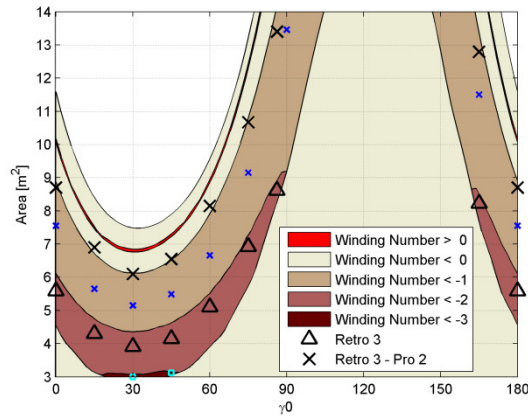 14
13
12
11
10
9
8
7
6
5
4
3
Area [m²]
0
30
60
90
120
150
180
γ0
Winding Number > 0
Winding Number < 0
Winding Number < -1
Winding Number < -2
Winding Number < -3
Retro 3
Retro 3 - Pro 2